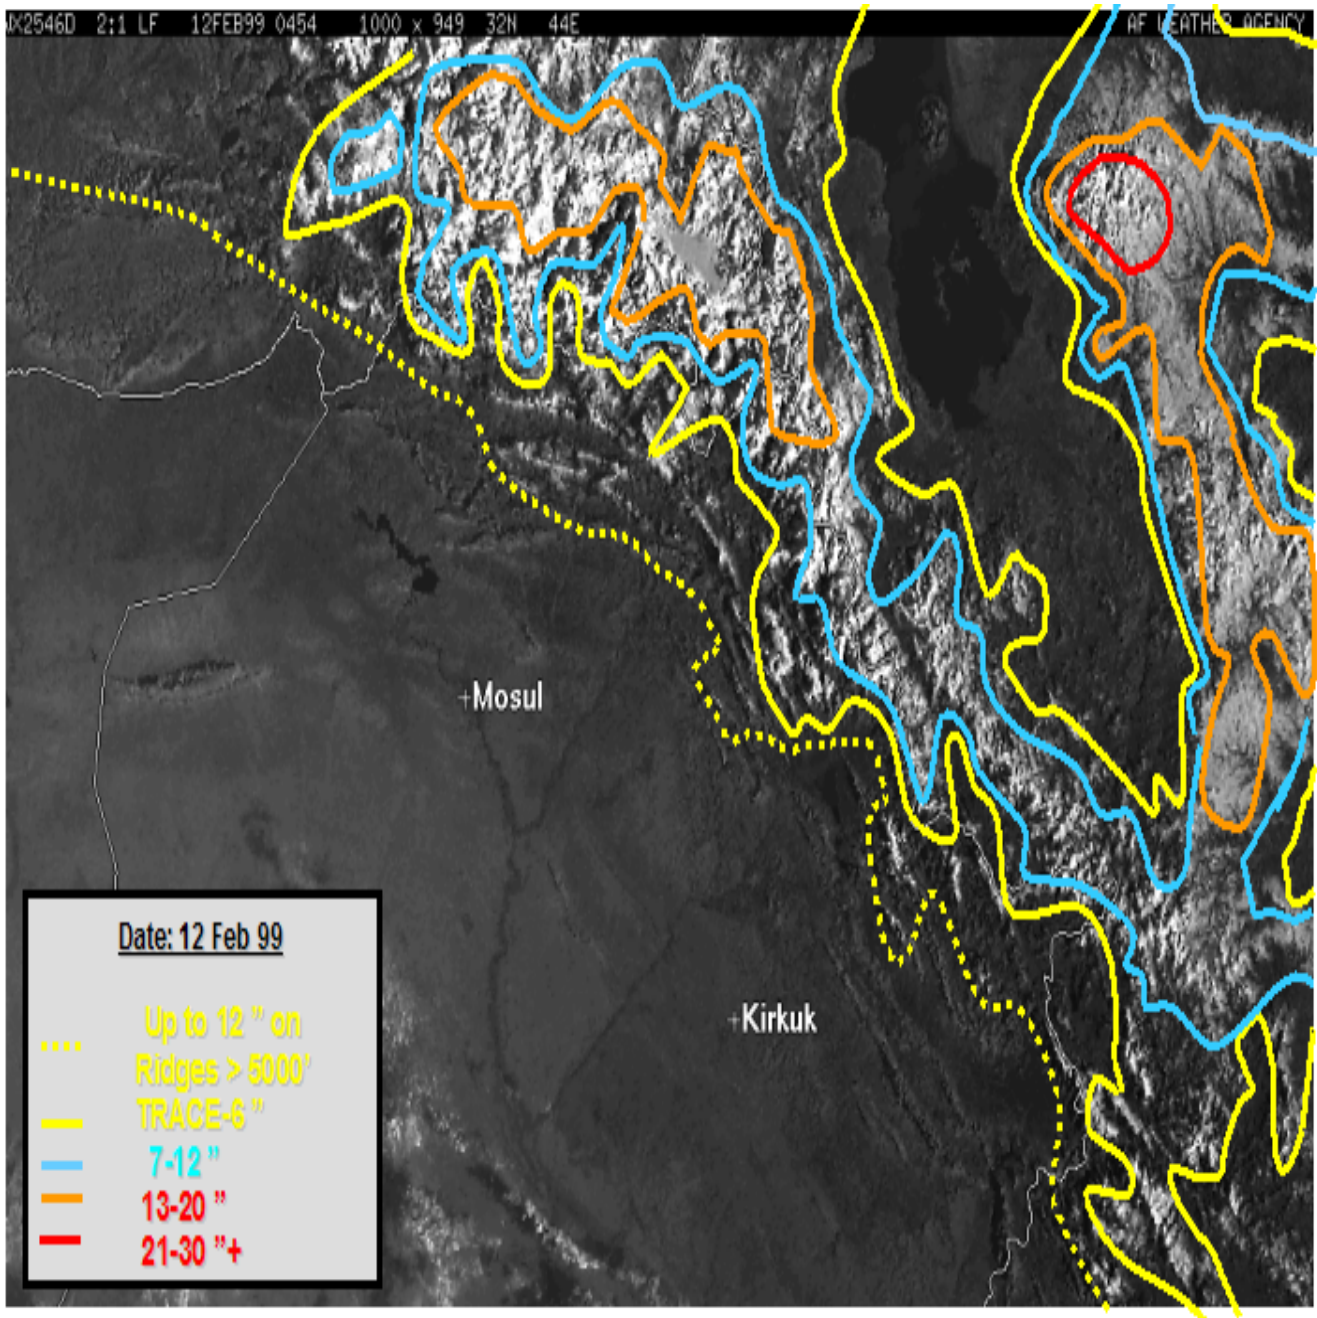 WX2546D 2:1 LF 12FEB99 0454 1000 x 949 32N 44E AF WEATHER AGENCY
+Mosul
+Kirkuk
Date: 12 Feb 99
Up to 12 ” on
Ridges > 5000’
TRACE-6 ”
7-12 ”
13-20 ”
21-30 ”+